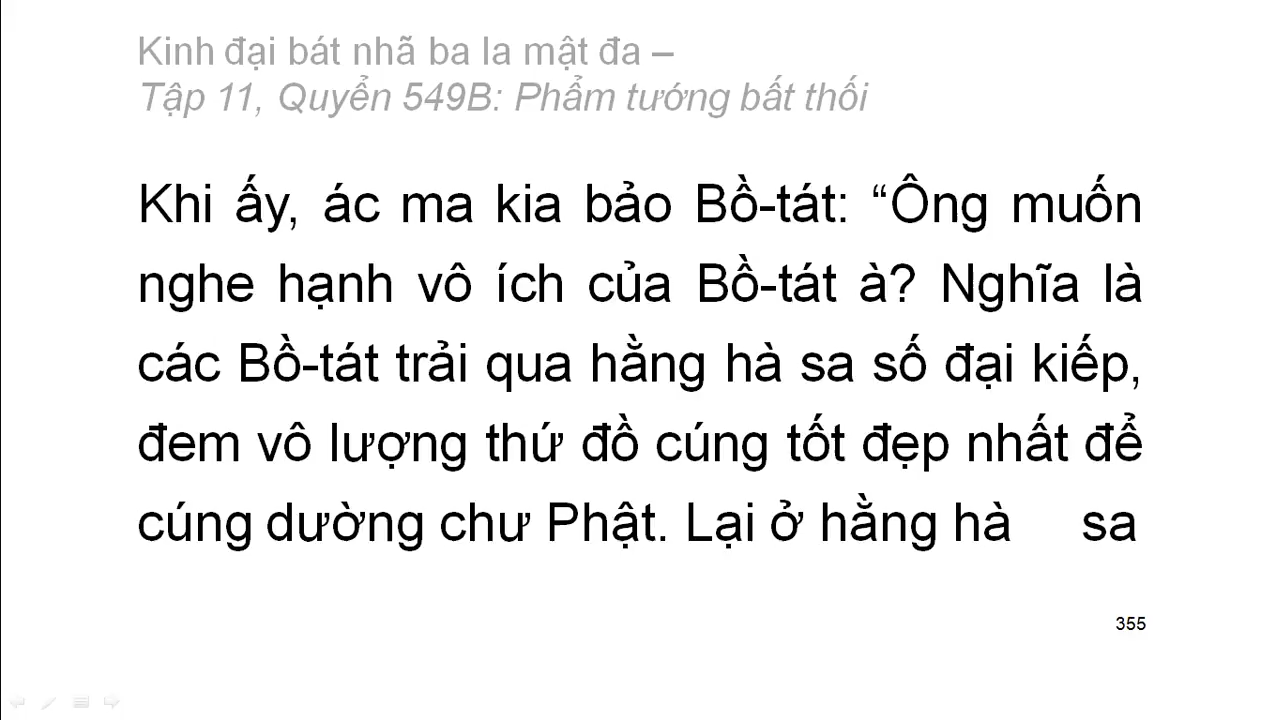 Kinh đại bát nhã ba la mật đa –
Tập 11, Quyển 549B: Phẩm tướng bất thối
Khi ấy, ác ma kia bảo Bồ-tát: “Ông muốn
nghe hạnh vô ích của Bồ-tát à? Nghĩa là
các Bồ-tát trải qua hằng hà sa số đại kiếp,
đem vô lượng thứ đồ cúng tốt đẹp nhất để
cúng dường chư Phật. Lại ở hằng hà sa
355